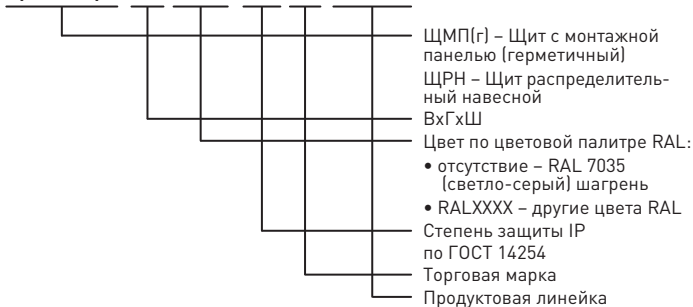 ЩМП(г) – Щит с монтажной
панелью (герметичный)
ЩРН – Щит распределитель-
ный навесной
ВхГхШ
Цвет по цветовой палитре RAL:
• отсутствие – RAL 7035
(светло-серый) шагрень
• RALXXXX – другие цвета RAL
Степень защиты IP
по ГОСТ 14254
Торговая марка
Продуктовая линейка